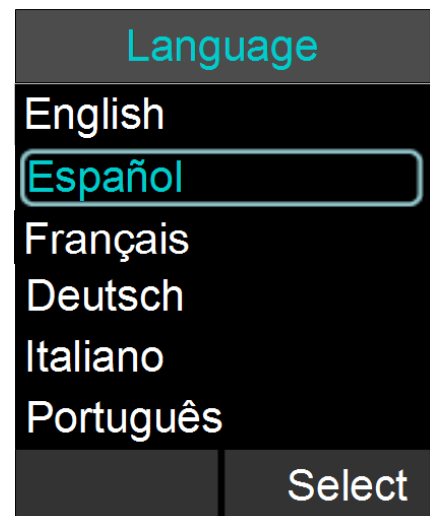 Language
English
Español
Français
Deutsch
Italiano
Português
Select